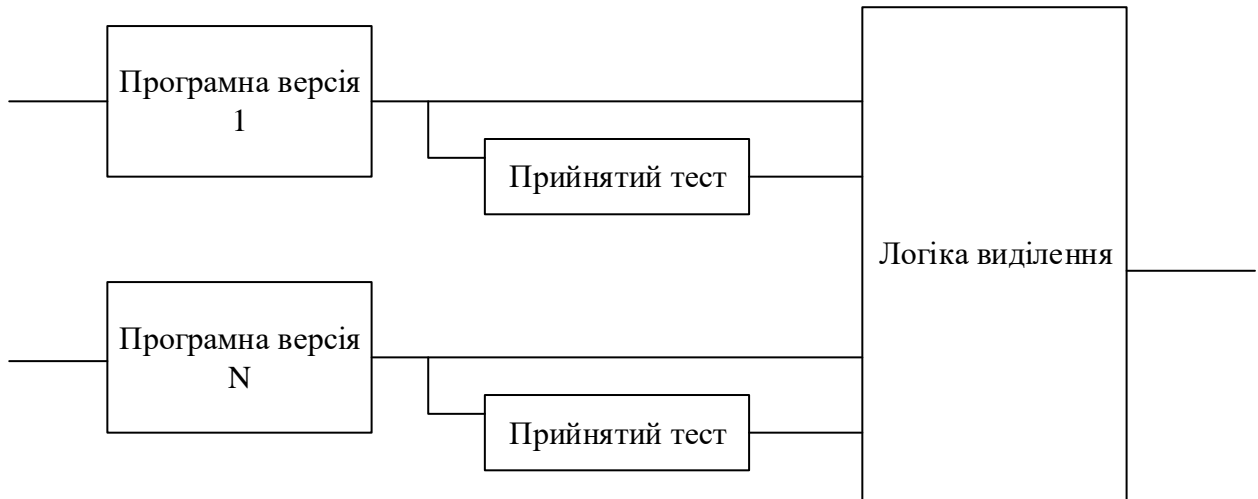 Програмна версія
1
Прийнятий тест
Логіка виділення
Програмна версія
N
Прийнятий тест